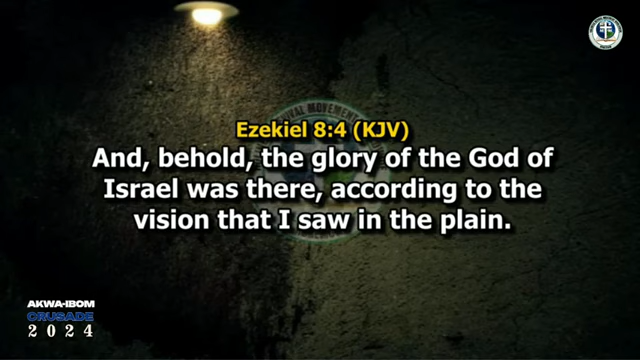 Ezekiel 8:4 (KJV)
And, behold, the glory of the God of
Israel was there, according to the
vision that I saw in the plain.
AKWA-IBOM
CRUSADE
2024